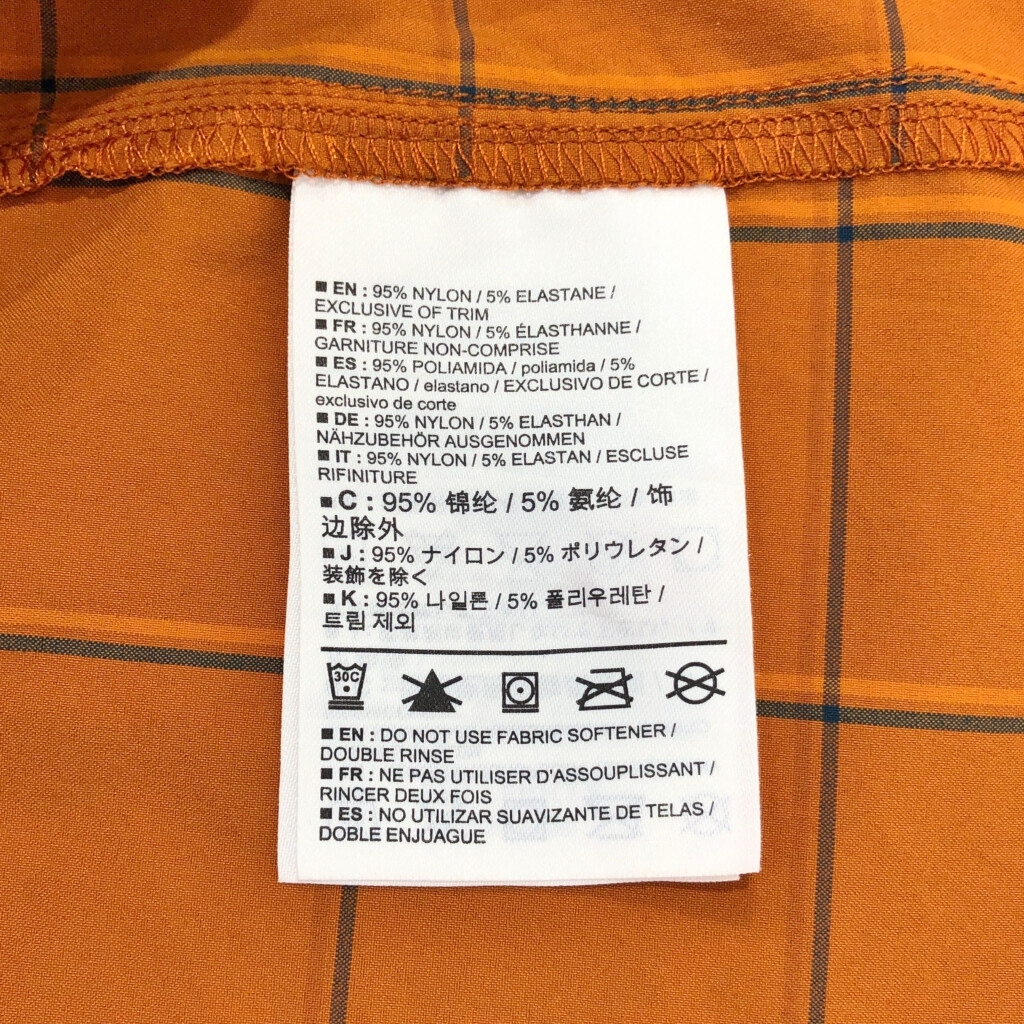 ■ EN : 95% NYLON / 5% ELASTANE /
EXCLUSIVE OF TRIM
■ FR : 95% NYLON / 5% ÉLASTHANNE /
GARNITURE NON-COMPRISE
■ ES : 95% POLIAMIDA / poliamida / 5%
ELASTANO / elastano / EXCLUSIVO DE CORTE /
exclusivo de corte
■ DE : 95% NYLON / 5% ELASTHAN /
NÄHZUBEHÖR AUSGENOMMEN
■ IT : 95% NYLON / 5% ELASTAN / ESCLUSE
RIFINITURE
■ C : 95% 锦纶 / 5% 氨纶 / 饰
边除外
■ J : 95% ナイロン / 5% ポリウレタン /
装飾を除く
■ K : 95% 나일론 / 5% 폴리우레탄 /
트림 제외
30C
■ EN : DO NOT USE FABRIC SOFTENER /
DOUBLE RINSE
■ FR : NE PAS UTILISER D'ASSOUPLISSANT /
RINCER DEUX FOIS
■ ES : NO UTILIZAR SUAVIZANTE DE TELAS /
DOBLE ENJUAGUE